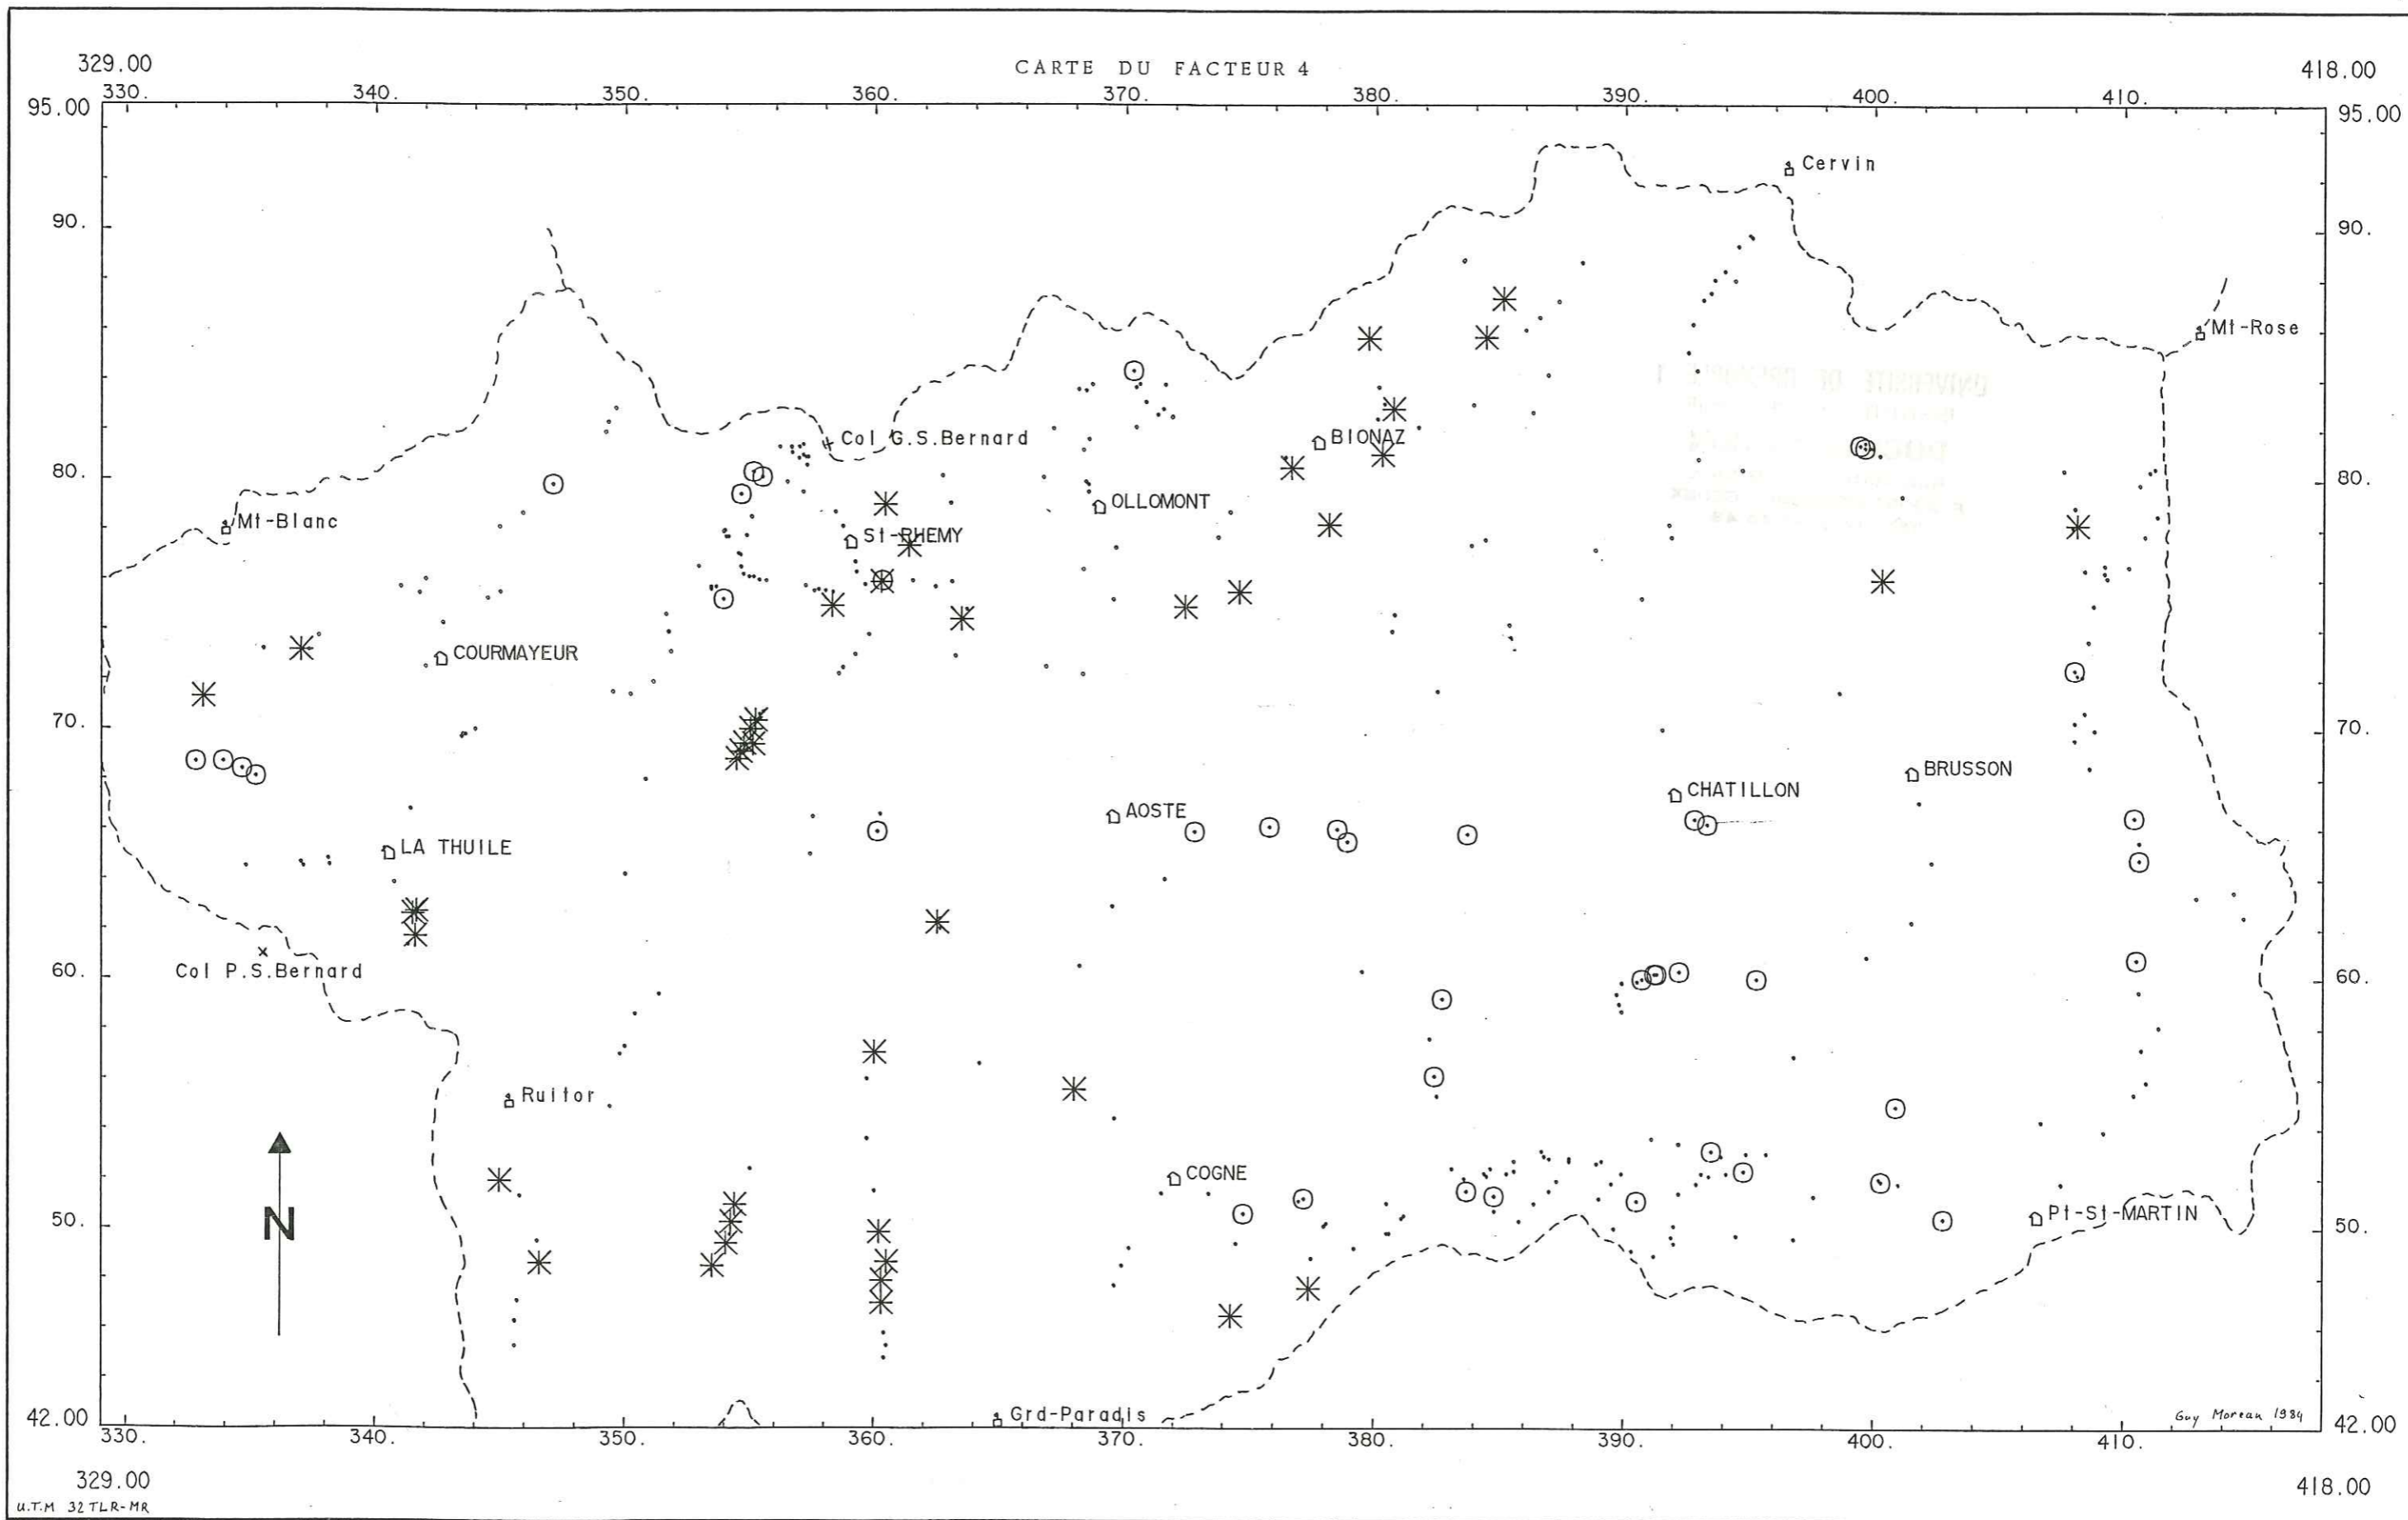 CARTE DU FACTEUR 4
329.00 418.00
330. 340. 350. 360. 370. 380. 390. 400. 410.
95.00 95.00
Cervin
90. 90.
Mt-Rose
Col G.S.Bernard
BIONAZ
80. 80.
OLLOMONT
Mt-Blanc
St-RHEMY
COURMAYEUR
70. 70.
BRUSSON
CHATILLON
AOSTE
LA THUILE
60. 60.
Col P.S.Bernard
Ruitor
COGNE
N
50. 50.
Pt-St-MARTIN
Grd-Paradis
Guy Moreau 1984
42.00 42.00
330. 340. 350. 360. 370. 380. 390. 400. 410.
329.00 418.00
U.T.M 32 TLR-MR